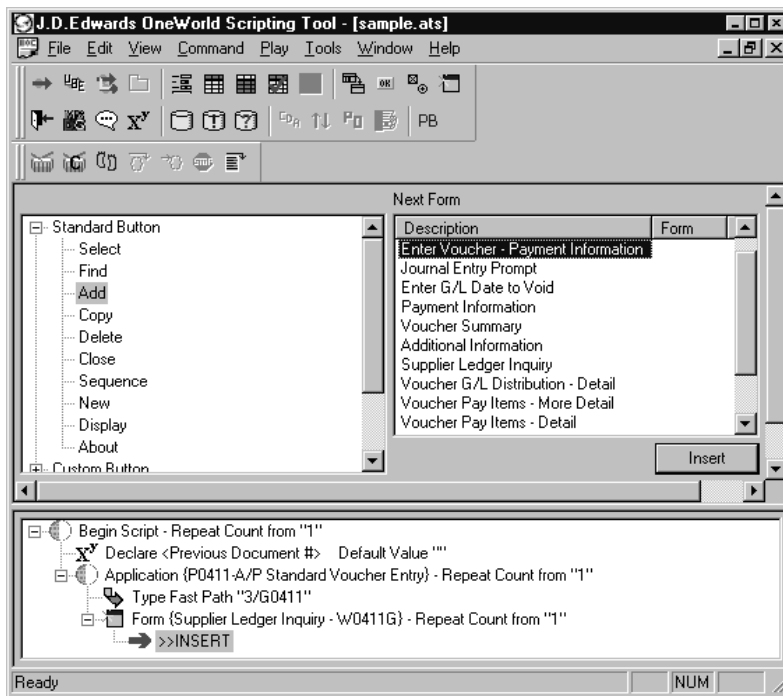 J.D.Edwards OneWorld Scripting Tool - [sample.ats]
File Edit View Command Play Tools Window Help
UBE
OK
X^y T ? CDA PO PB
C STOP
Next Form
Standard Button
Select
Find
Add
Copy
Delete
Close
Sequence
New
Display
About
Custom Button
Description Form
Enter Voucher - Payment Information
Journal Entry Prompt
Enter G/L Date to Void
Payment Information
Voucher Summary
Additional Information
Supplier Ledger Inquiry
Voucher G/L Distribution - Detail
Voucher Pay Items - More Detail
Voucher Pay Items - Detail
Insert
Begin Script - Repeat Count from "1"
X^y Declare <Previous Document #> Default Value ""
Application {P0411-A/P Standard Voucher Entry} - Repeat Count from "1"
Type Fast Path "3/G0411"
Form {Supplier Ledger Inquiry - W0411G} - Repeat Count from "1"
>>INSERT
Ready NUM